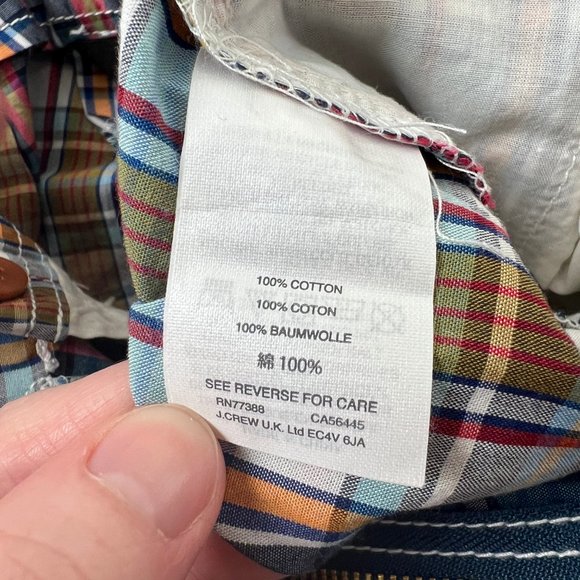 100% COTTON
100% COTON
100% BAUMWOLLE
綿 100%
SEE REVERSE FOR CARE
RN77388 CA56445
J.CREW U.K. Ltd EC4V 6JA